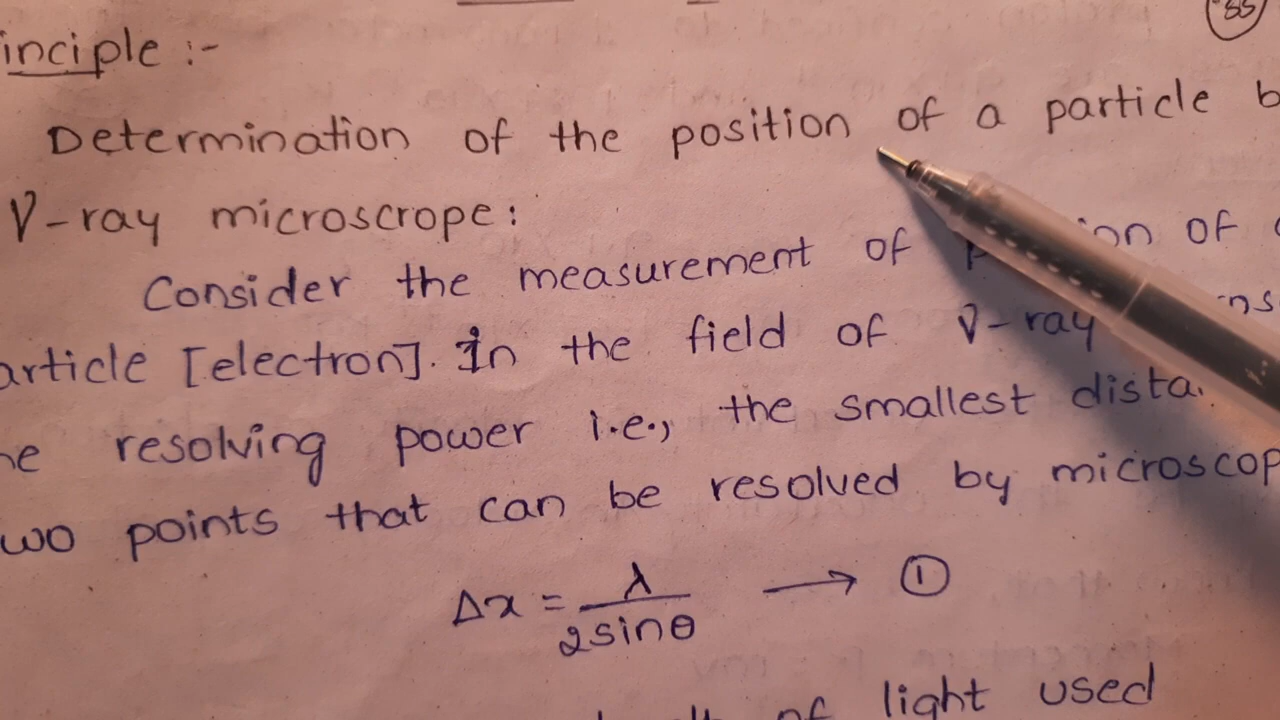 inciple :-
Determination of the position of a particle b
γ-ray microscrope:
Consider the measurement of of
article [electron]. In the field of γ-ray
resolving power i.e., the smallest dista
wo points that can be resolved by microscop
Δx = λ / 2sinθ → ①
of light used